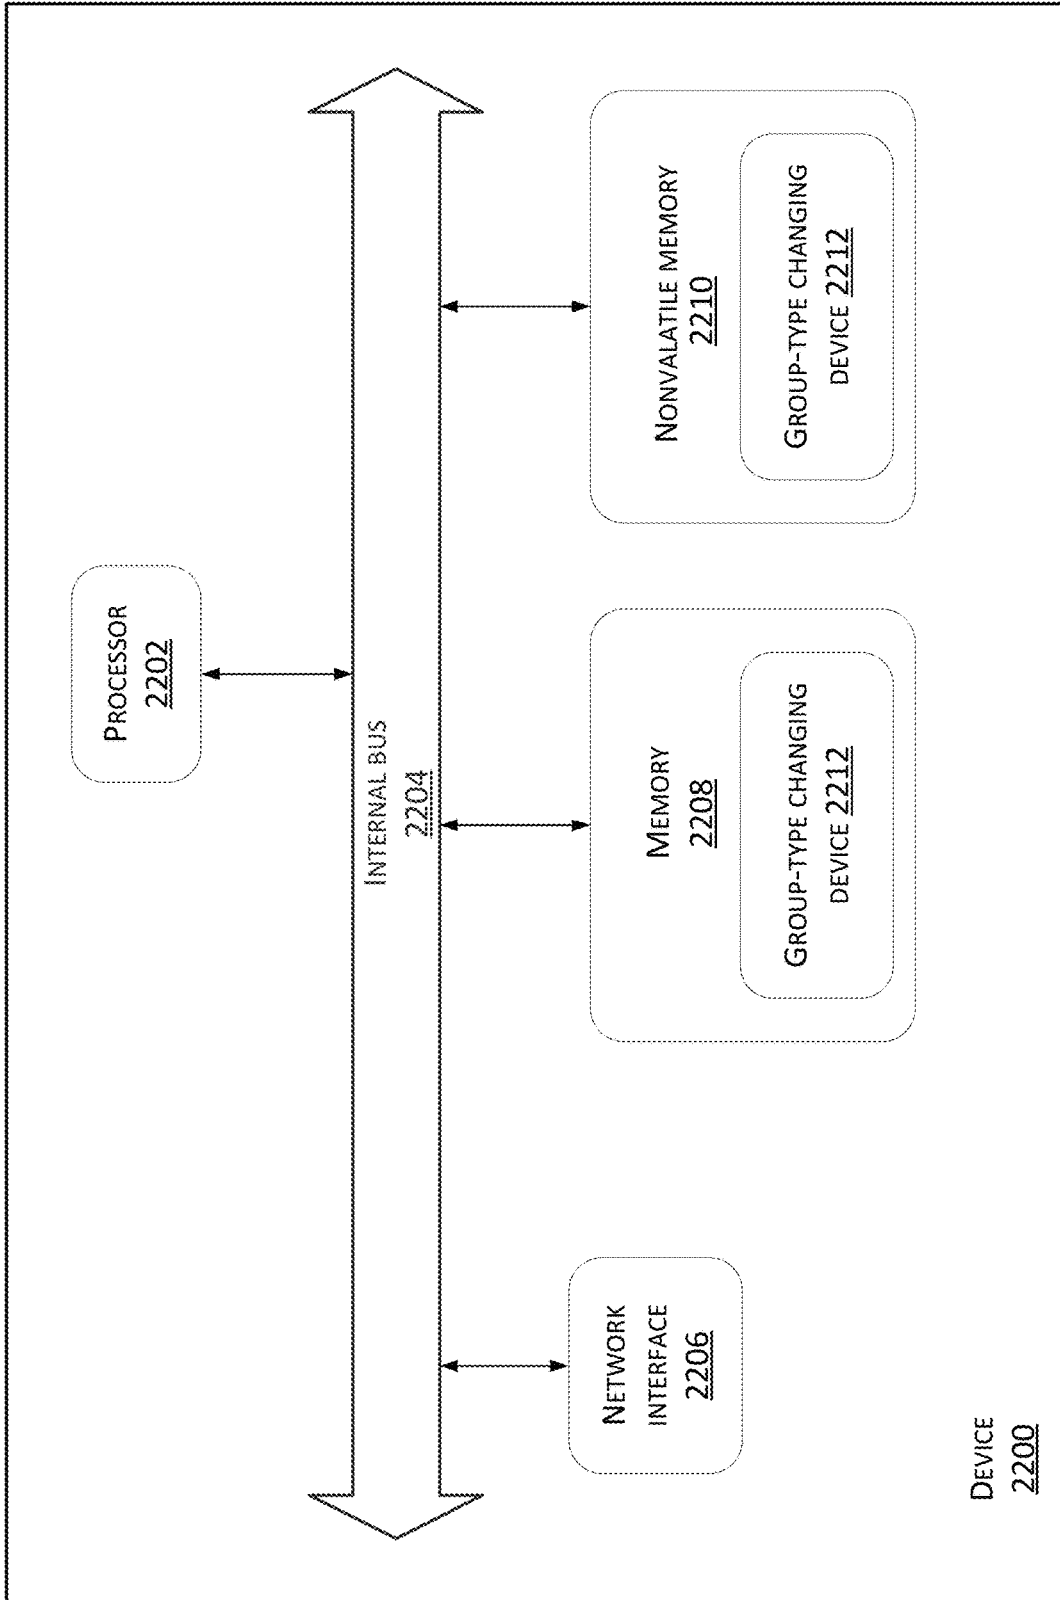 PROCESSOR
2202
INTERNAL BUS
2204
NETWORK
INTERFACE
2206
MEMORY
2208
GROUP-TYPE CHANGING
DEVICE 2212
NONVALATILE MEMORY
2210
GROUP-TYPE CHANGING
DEVICE 2212
DEVICE
2200